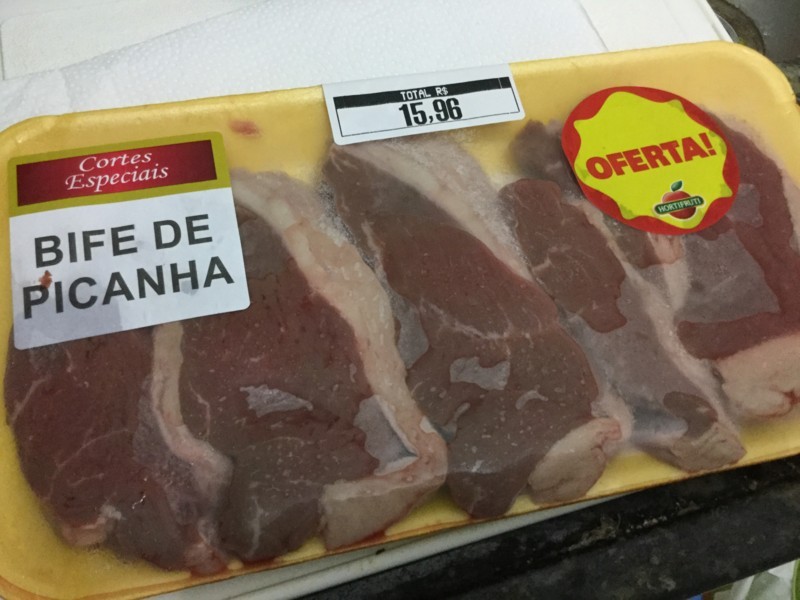 Cortes
Especiais
BIFE DE
PICANHA
TOTAL R$
15,96
OFERTA!
HORTIFRUTI